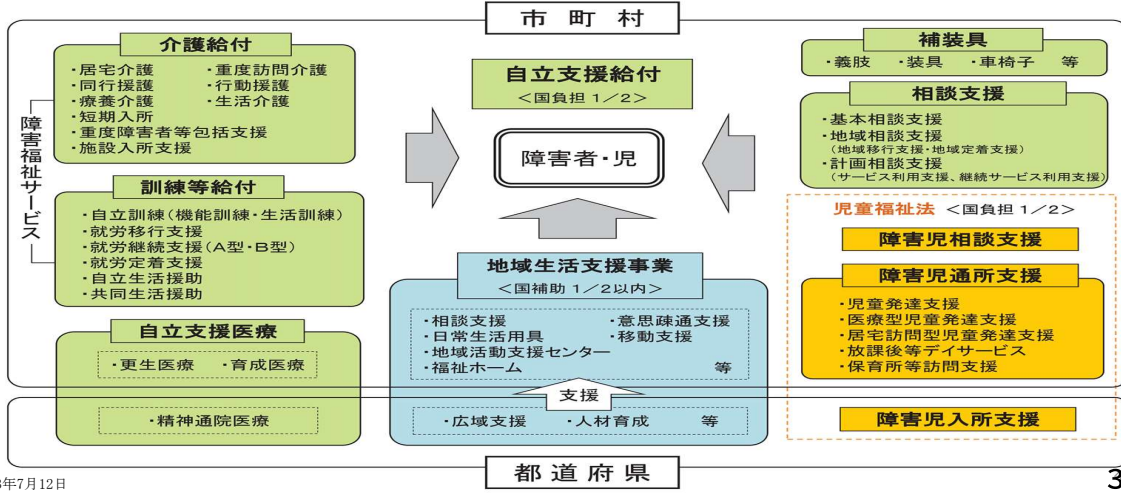 市町村
介護給付
・居宅介護　・重度訪問介護
・同行援護　・行動援護
・療養介護　・生活介護
・短期入所
・重度障害者等包括支援
・施設入所支援
障害福祉サービス
訓練等給付
・自立訓練(機能訓練・生活訓練)
・就労移行支援
・就労継続支援(A型・B型)
・就労定着支援
・自立生活援助
・共同生活援助
自立支援医療
・更生医療　・育成医療
・精神通院医療
自立支援給付
＜国負担 1／2＞
障害者・児
地域生活支援事業
＜国補助 1／2以内＞
・相談支援　・意思疎通支援
・日常生活用具　・移動支援
・地域活動支援センター
・福祉ホーム　等
支援
・広域支援　・人材育成　等
補装具
・義肢　・装具　・車椅子　等
相談支援
・基本相談支援
・地域相談支援
(地域移行支援・地域定着支援)
・計画相談支援
(サービス利用支援、継続サービス利用支援)
児童福祉法 ＜国負担 1／2＞
障害児相談支援
障害児通所支援
・児童発達支援
・医療型児童発達支援
・居宅訪問型児童発達支援
・放課後等デイサービス
・保育所等訪問支援
障害児入所支援
都道府県
年7月12日
3